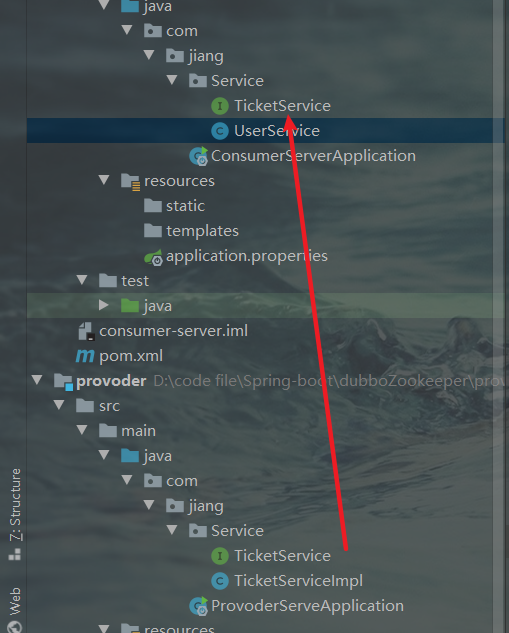 java
com
jiang
Service
I TicketService
C UserService
ConsumerServerApplication
resources
static
templates
application.properties
test
java
consumer-server.iml
m pom.xml
provoder D:\code file\Spring-boot\dubboZookeeper\prov
src
main
java
com
jiang
Service
I TicketService
C TicketServiceImpl
ProvoderServeApplication
resources
7: Structure
Web